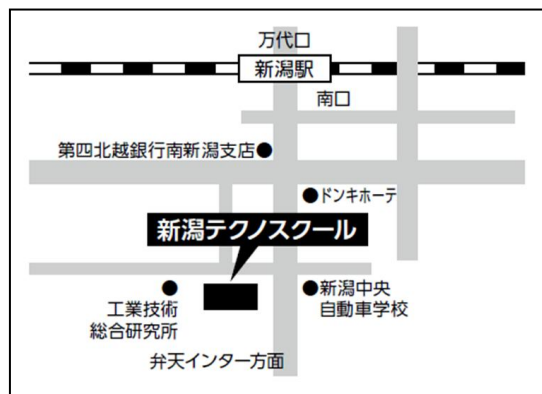 万代口
新潟駅
南口
第四北越銀行南新潟支店●
●ドンキホーテ
新潟テクノスクール
●
工業技術
総合研究所
●新潟中央
自動車学校
弁天インター方面